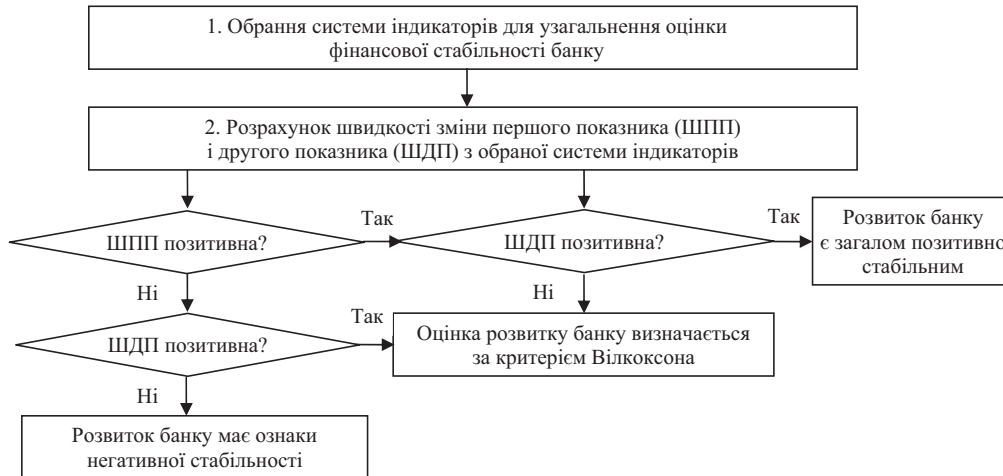 1. Обрання системи індикаторів для узагальнення оцінки
фінансової стабільності банку
2. Розрахунок швидкості зміни першого показника (ШПП)
і другого показника (ШДП) з обраної системи індикаторів
ШПП позитивна?
Так
ШДП позитивна?
Так
Розвиток банку
є загалом позитивно
стабільним
Ні
Ні
ШДП позитивна?
Так
Оцінка розвитку банку визначається
за критерієм Вілкоксона
Ні
Розвиток банку має ознаки
негативної стабільності